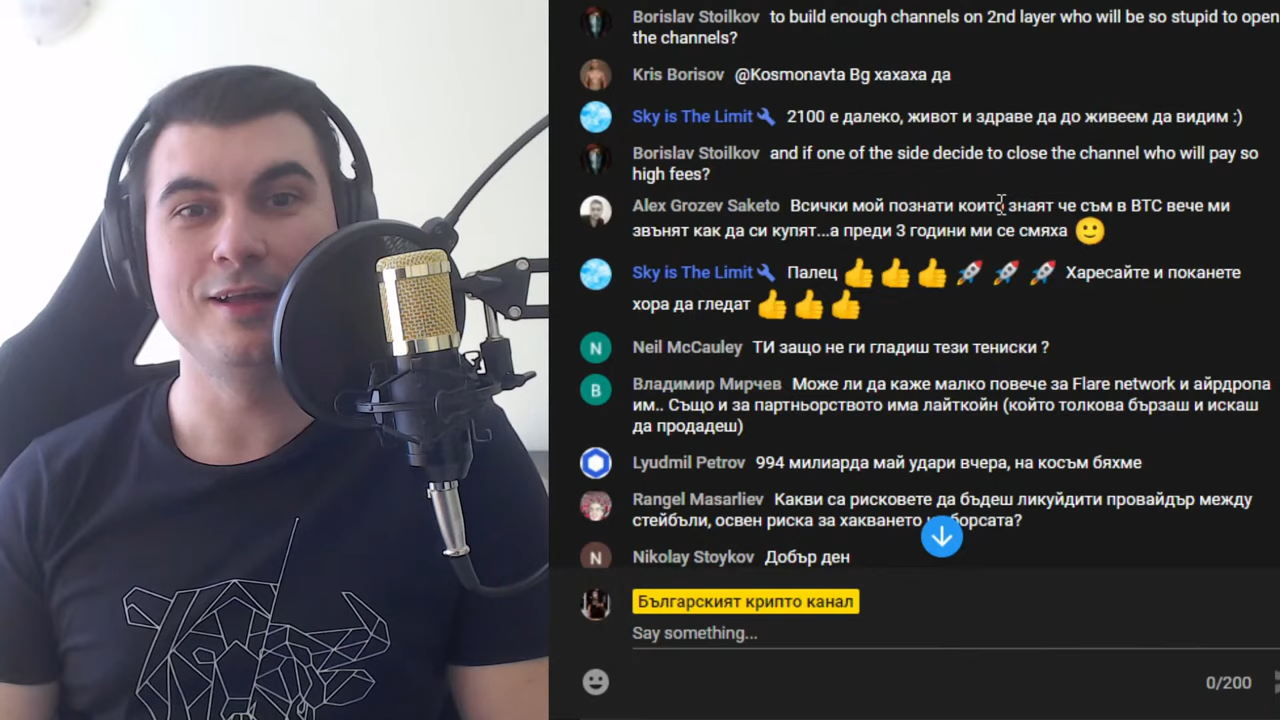 Borislav Stoilkov to build enough channels on 2nd layer who will be so stupid to open
the channels?
Kris Borisov @Kosmonavta Bg хахаха да
Sky is The Limit 2100 е далеко, живот и здраве да до живеем да видим :)
Borislav Stoilkov and if one of the side decide to close the channel who will pay so
high fees?
Alex Grozev Saketo Всички мой познати които знаят че съм в BTC вече ми
звънят как да си купят...а преди 3 години ми се смяха 🙂
Sky is The Limit Палец 👍👍👍🚀🚀🚀 Харесайте и поканете
хора да гледат 👍👍👍
N Neil McCauley ТИ защо не ги гладиш тези тениски ?
В Владимир Мирчев Може ли да каже малко повече за Flare network и айрдропа
им.. Също и за партньорството има лайткойн (който толкова бързаш и искаш
да продадеш)
Lyudmil Petrov 994 милиарда май удари вчера, на косъм бяхме
Rangel Masarliev Какви са рисковете да бъдеш ликуйдити провайдър между
стейбъли, освен риска за хакването борсата?
N Nikolay Stoykov Добър ден
Българският крипто канал
Say something...
0/200